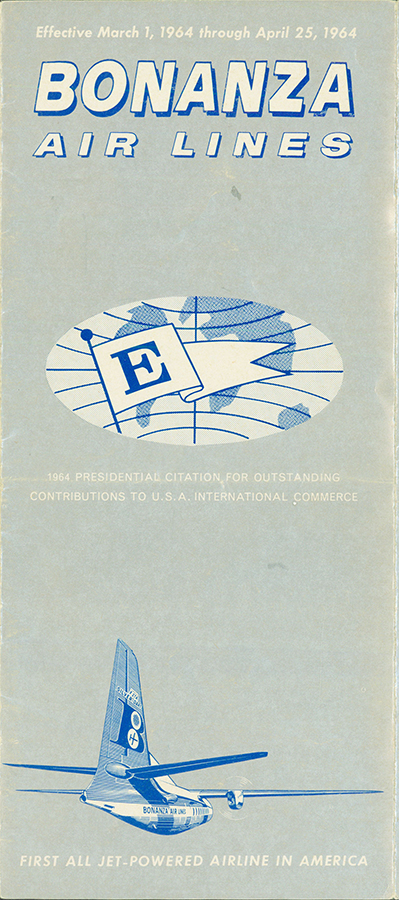 Effective March 1, 1964 through April 25, 1964
BONANZA
AIR LINES
E
1964 PRESIDENTIAL CITATION FOR OUTSTANDING
CONTRIBUTIONS TO U.S.A. INTERNATIONAL COMMERCE
B
BONANZA AIR LINES
FIRST ALL JET-POWERED AIRLINE IN AMERICA